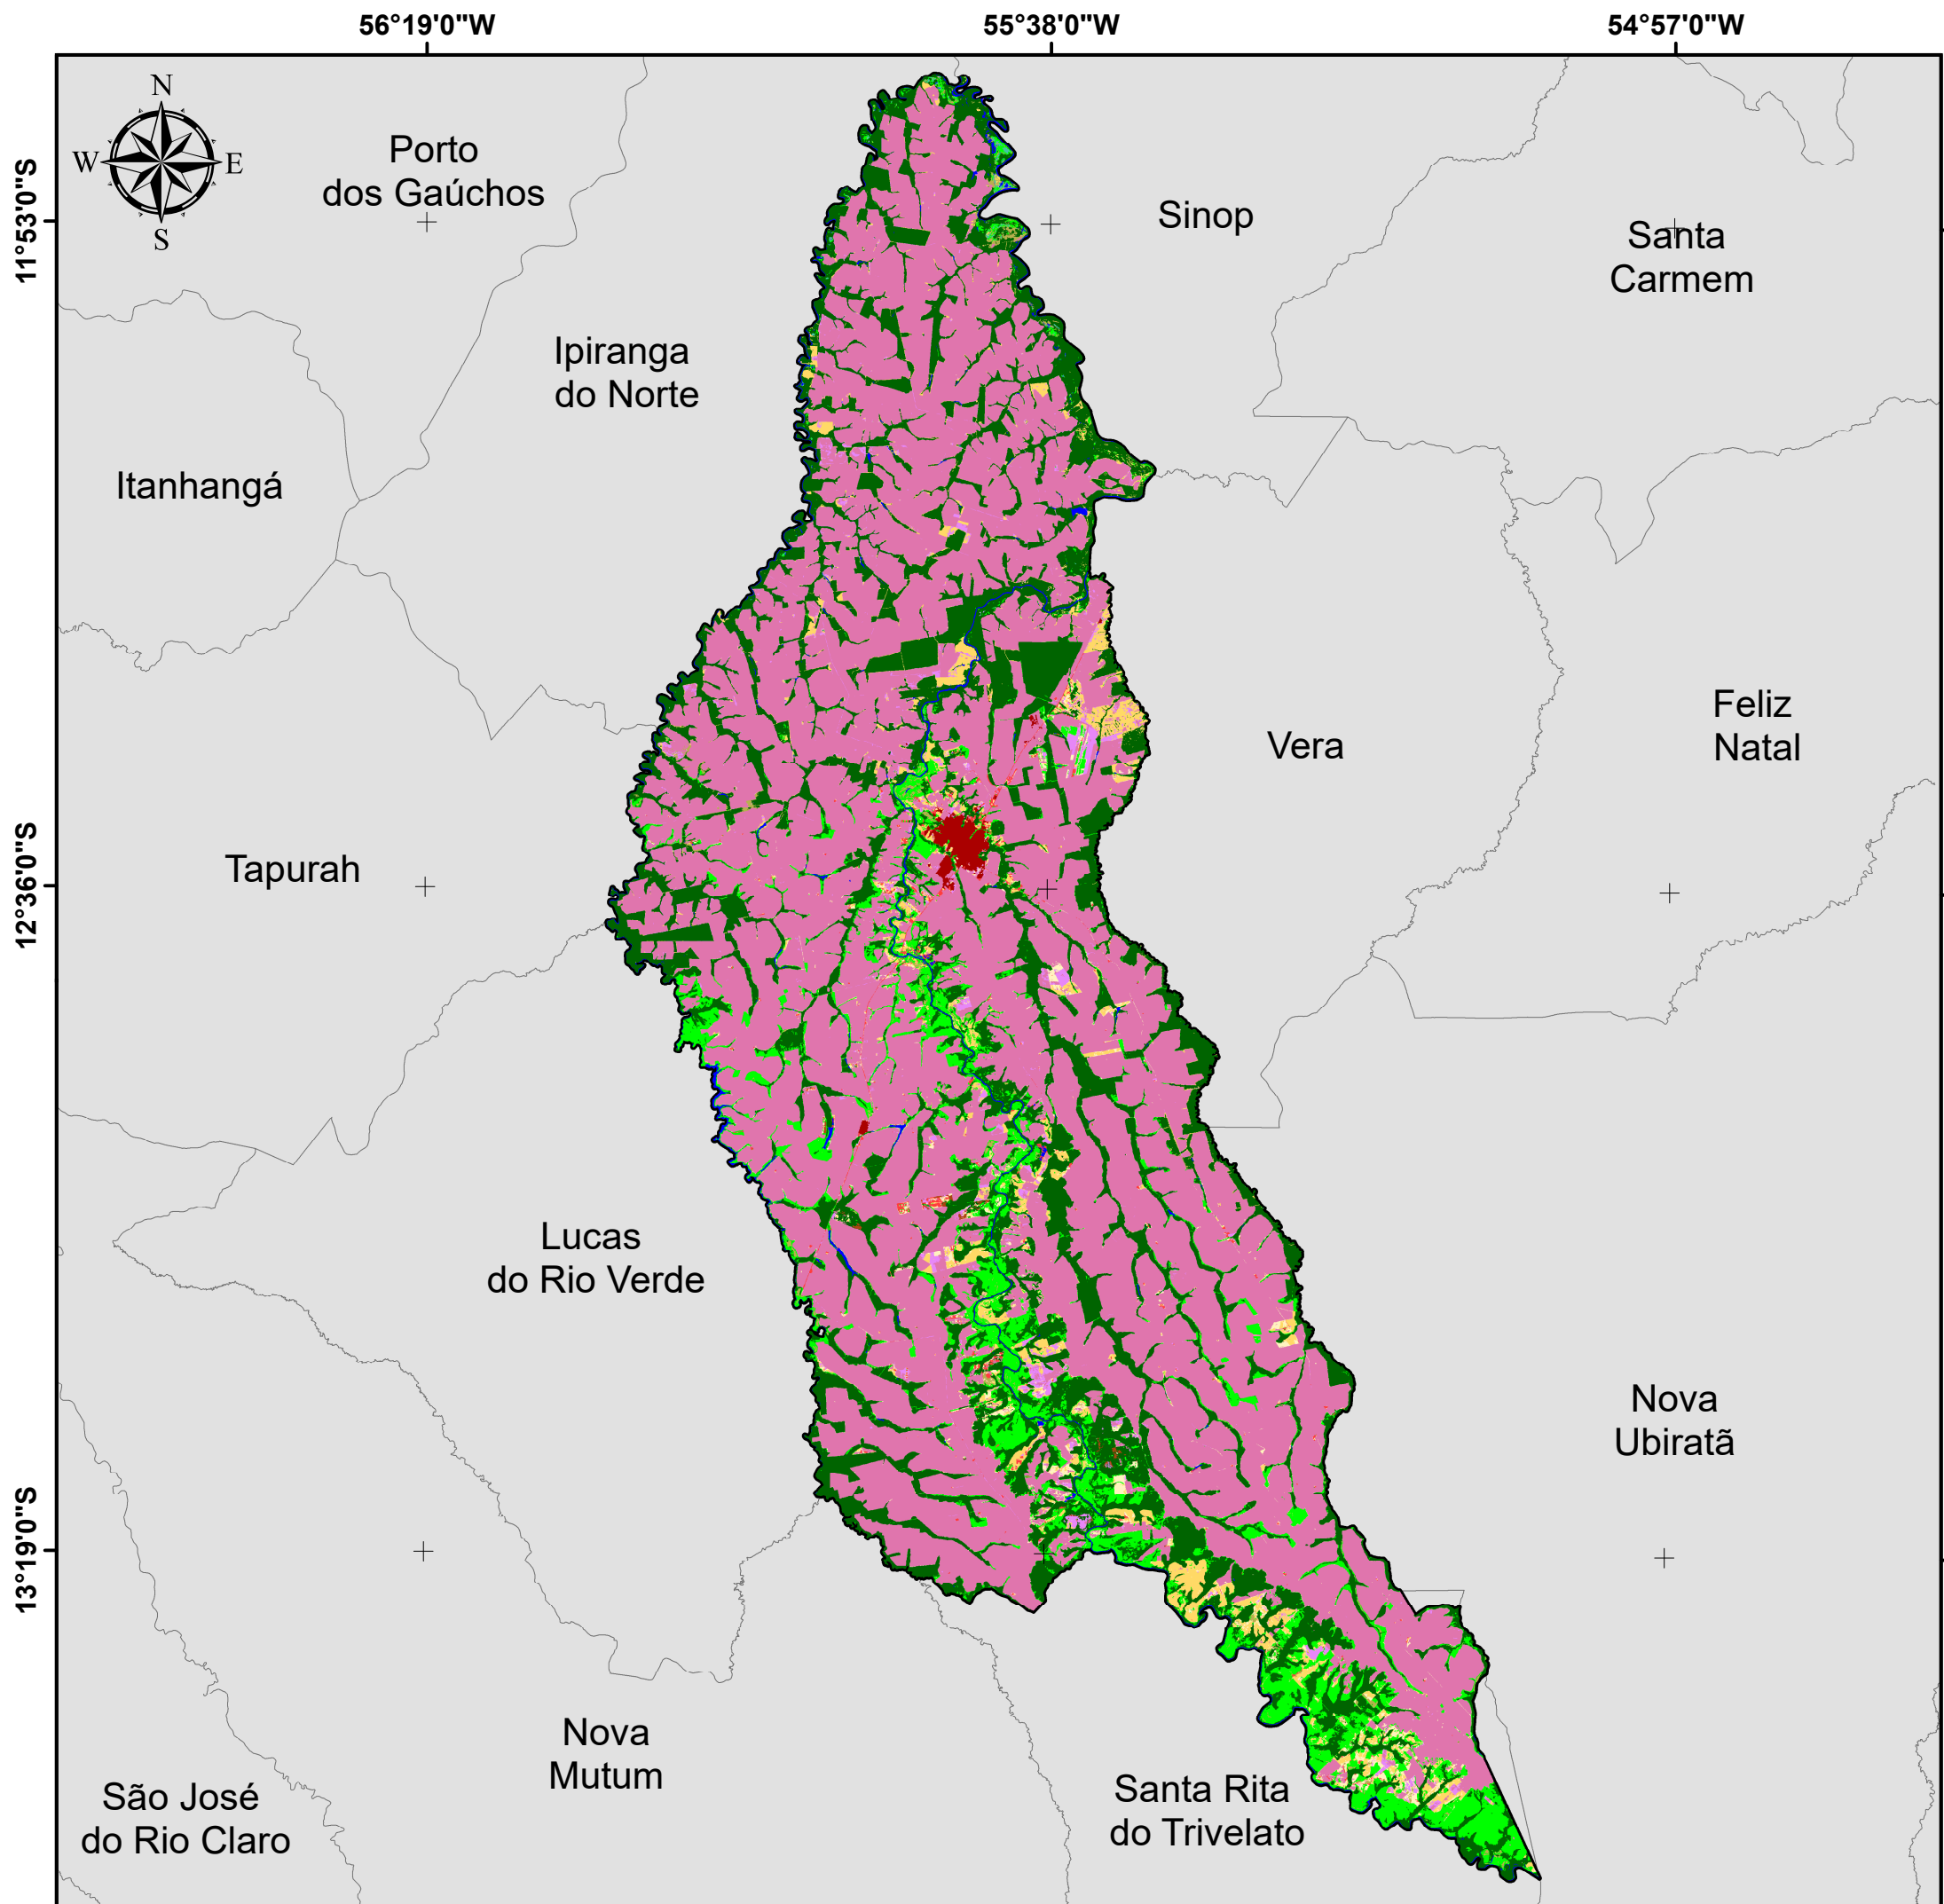 56°19'0"W
55°38'0"W
54°57'0"W
N
W
E
S
11°53'0"S
12°36'0"S
13°19'0"S
Porto
dos Gaúchos
Sinop
Santa
Carmem
Ipiranga
do Norte
Itanhangá
Vera
Feliz
Natal
Tapurah
Lucas
do Rio Verde
Nova
Ubiratã
Nova
Mutum
São José
do Rio Claro
Santa Rita
do Trivelato